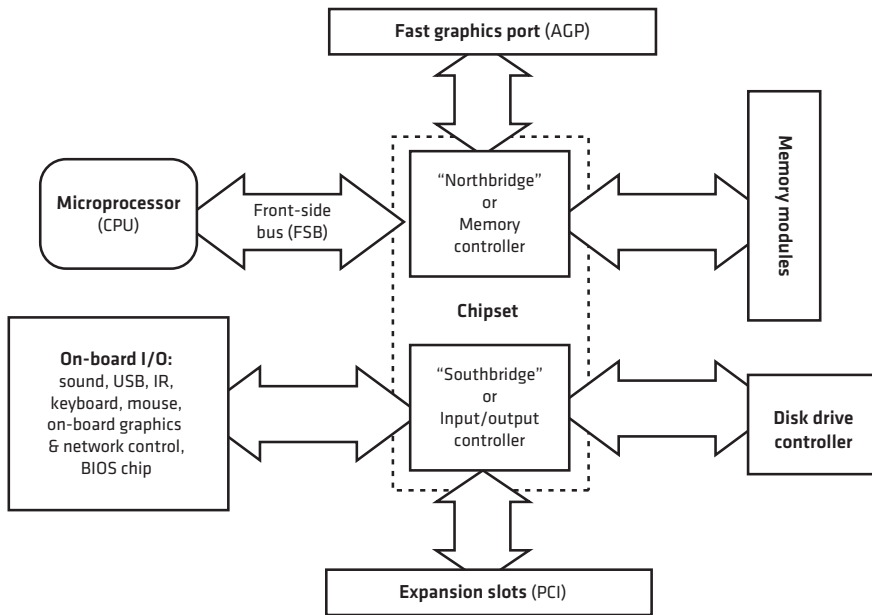 Fast graphics port (AGP)
Microprocessor
(CPU)
Front-side
bus (FSB)
“Northbridge”
or
Memory
controller
Memory modules
Chipset
On-board I/O:
sound, USB, IR,
keyboard, mouse,
on-board graphics
& network control,
BIOS chip
“Southbridge”
or
Input/output
controller
Disk drive
controller
Expansion slots (PCI)